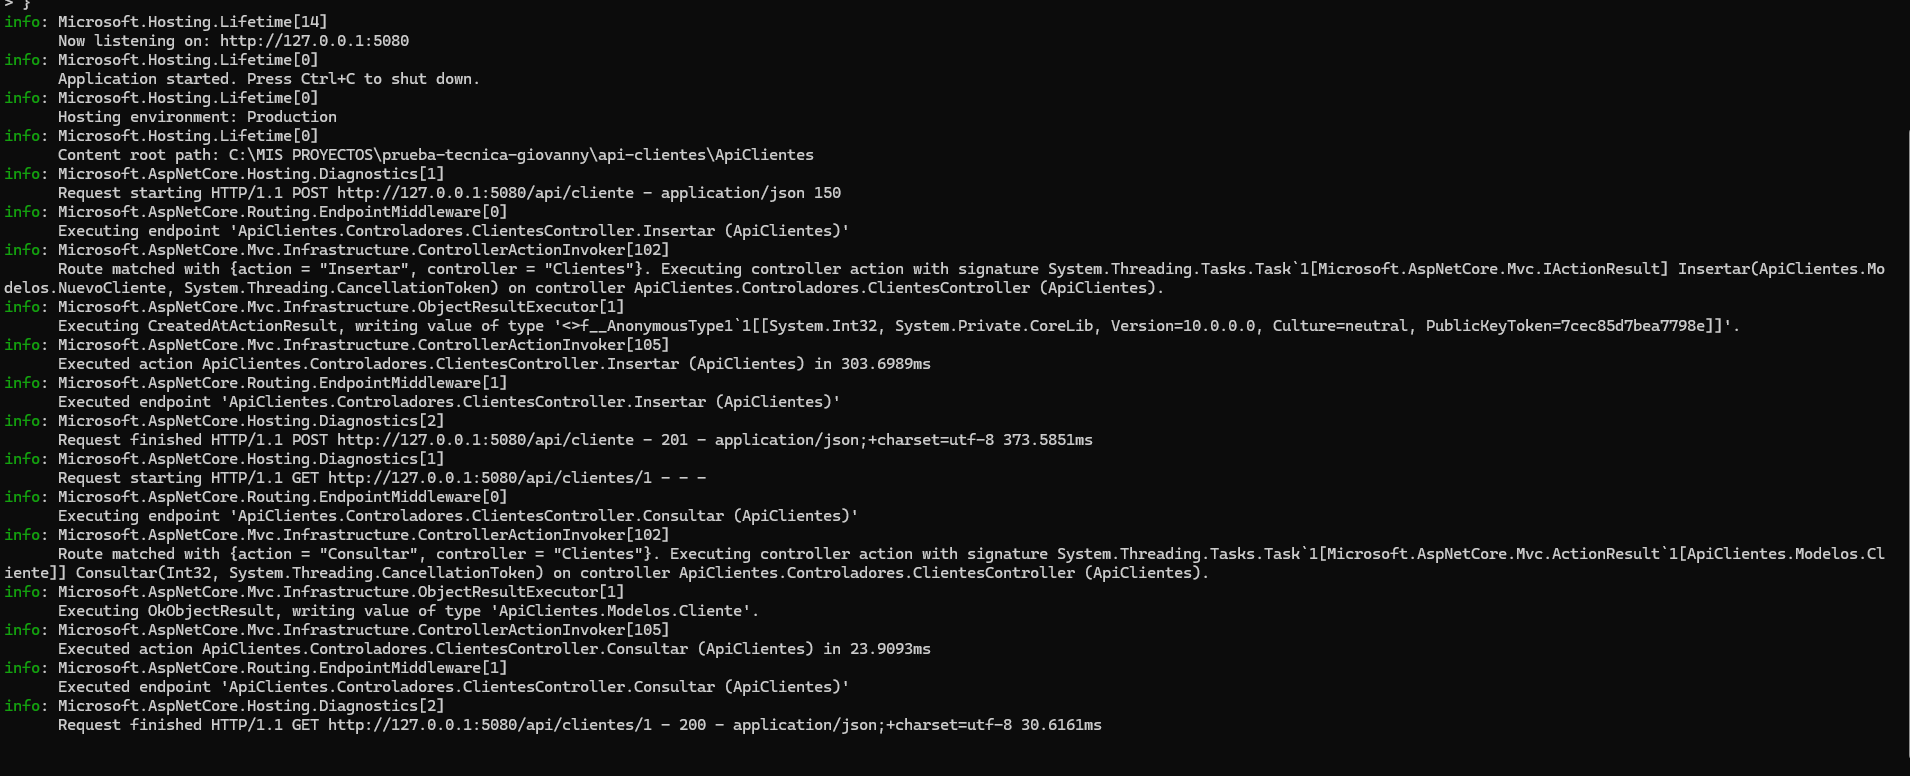 > }
info: Microsoft.Hosting.Lifetime[14]
      Now listening on: http://127.0.0.1:5080
info: Microsoft.Hosting.Lifetime[0]
      Application started. Press Ctrl+C to shut down.
info: Microsoft.Hosting.Lifetime[0]
      Hosting environment: Production
info: Microsoft.Hosting.Lifetime[0]
      Content root path: C:\MIS PROYECTOS\prueba-tecnica-giovanny\api-clientes\ApiClientes
info: Microsoft.AspNetCore.Hosting.Diagnostics[1]
      Request starting HTTP/1.1 POST http://127.0.0.1:5080/api/cliente - application/json 150
info: Microsoft.AspNetCore.Routing.EndpointMiddleware[0]
      Executing endpoint 'ApiClientes.Controladores.ClientesController.Insertar (ApiClientes)'
info: Microsoft.AspNetCore.Mvc.Infrastructure.ControllerActionInvoker[102]
      Route matched with {action = "Insertar", controller = "Clientes"}. Executing controller action with signature System.Threading.Tasks.Task`1[Microsoft.AspNetCore.Mvc.IActionResult] Insertar(ApiClientes.Mo
delos.NuevoCliente, System.Threading.CancellationToken) on controller ApiClientes.Controladores.ClientesController (ApiClientes).
info: Microsoft.AspNetCore.Mvc.Infrastructure.ObjectResultExecutor[1]
      Executing CreatedAtActionResult, writing value of type '<>f__AnonymousType1`1[[System.Int32, System.Private.CoreLib, Version=10.0.0.0, Culture=neutral, PublicKeyToken=7cec85d7bea7798e]]'.
info: Microsoft.AspNetCore.Mvc.Infrastructure.ControllerActionInvoker[105]
      Executed action ApiClientes.Controladores.ClientesController.Insertar (ApiClientes) in 303.6989ms
info: Microsoft.AspNetCore.Routing.EndpointMiddleware[1]
      Executed endpoint 'ApiClientes.Controladores.ClientesController.Insertar (ApiClientes)'
info: Microsoft.AspNetCore.Hosting.Diagnostics[2]
      Request finished HTTP/1.1 POST http://127.0.0.1:5080/api/cliente - 201 - application/json;+charset=utf-8 373.5851ms
info: Microsoft.AspNetCore.Hosting.Diagnostics[1]
      Request starting HTTP/1.1 GET http://127.0.0.1:5080/api/clientes/1 - - -
info: Microsoft.AspNetCore.Routing.EndpointMiddleware[0]
      Executing endpoint 'ApiClientes.Controladores.ClientesController.Consultar (ApiClientes)'
info: Microsoft.AspNetCore.Mvc.Infrastructure.ControllerActionInvoker[102]
      Route matched with {action = "Consultar", controller = "Clientes"}. Executing controller action with signature System.Threading.Tasks.Task`1[Microsoft.AspNetCore.Mvc.ActionResult`1[ApiClientes.Modelos.Cl
iente]] Consultar(Int32, System.Threading.CancellationToken) on controller ApiClientes.Controladores.ClientesController (ApiClientes).
info: Microsoft.AspNetCore.Mvc.Infrastructure.ObjectResultExecutor[1]
      Executing OkObjectResult, writing value of type 'ApiClientes.Modelos.Cliente'.
info: Microsoft.AspNetCore.Mvc.Infrastructure.ControllerActionInvoker[105]
      Executed action ApiClientes.Controladores.ClientesController.Consultar (ApiClientes) in 23.9093ms
info: Microsoft.AspNetCore.Routing.EndpointMiddleware[1]
      Executed endpoint 'ApiClientes.Controladores.ClientesController.Consultar (ApiClientes)'
info: Microsoft.AspNetCore.Hosting.Diagnostics[2]
      Request finished HTTP/1.1 GET http://127.0.0.1:5080/api/clientes/1 - 200 - application/json;+charset=utf-8 30.6161ms